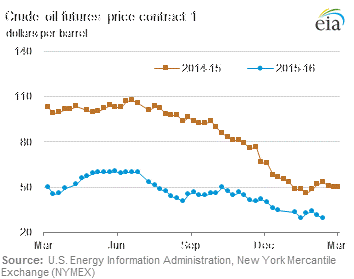 Crude oil futures price contract 1
dollars per barrel
eia
140
2014-15
2015-16
110
80
50
20
Mar
Jun
Sep
Dec
Mar
Source: U.S. Energy Information Administration, New York Mercantile
Exchange (NYMEX)